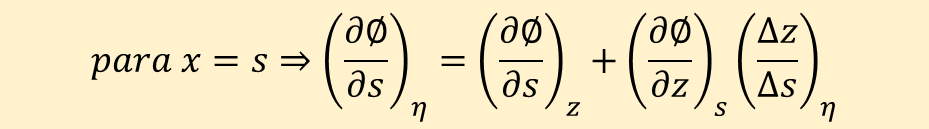 para x = s ⇒ (∂∅/∂s)_η = (∂∅/∂s)_z + (∂∅/∂z)_s (Δz/Δs)_η